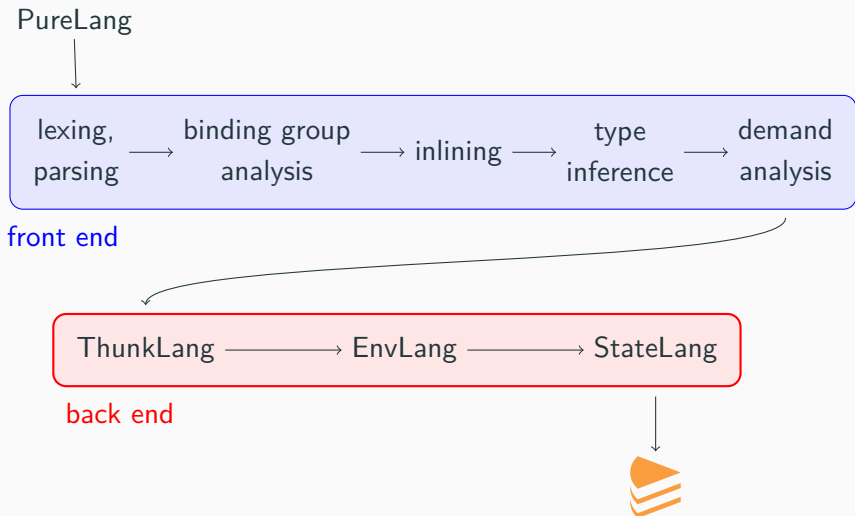 PureLang
lexing,
parsing
binding group
analysis
inlining
type
inference
demand
analysis
front end
ThunkLang
EnvLang
StateLang
back end